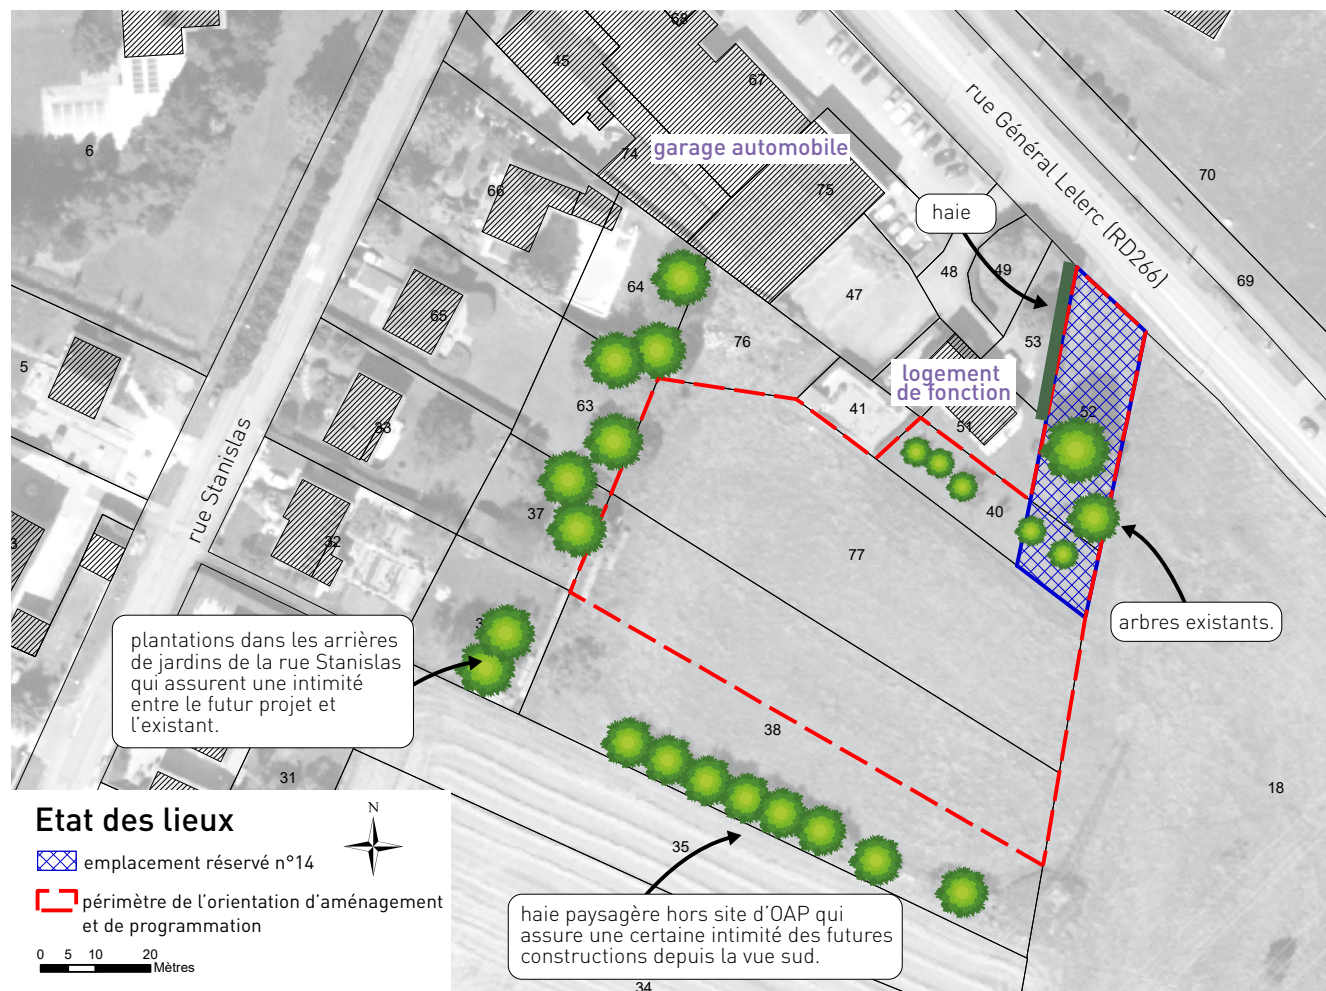 68
45
67
6
garage automobile
74
70
66
75
rue Général Lelerc (RD266)
haie
48
49
69
64
47
65
76
53
5
logement
de fonction
63
41
52
33
51
rue Stanislas
37
40
32
77
arbres existants.
plantations dans les arrières
de jardins de la rue Stanislas
qui assurent une intimité
entre le futur projet et
l'existant.
38
31
18
35
Etat des lieux
N
emplacement réservé n°14
périmètre de l'orientation d'aménagement
et de programmation
0 5 10 20
Mètres
haie paysagère hors site d'OAP qui
assure une certaine intimité des futures
constructions depuis la vue sud.
34